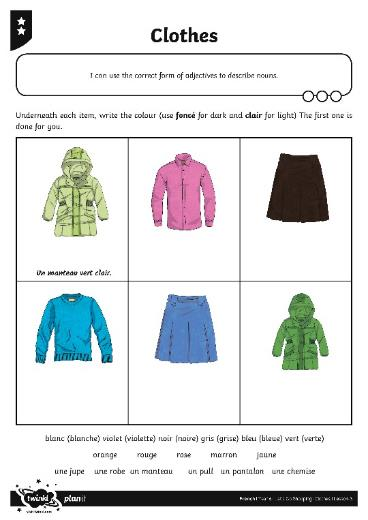 Clothes
I can use the correct form of adjectives to describe nouns.
Underneath each item, write the colour (use foncé for dark and clair for light) The first one is
done for you.
Un manteau vert clair.
blanc (blanche) violet (violette) noir (noire) gris (grise) bleu (bleue) vert (verte)
orange rouge rose marron jaune
une jupe une robe un manteau un pull un pantalon une chemise
twinkl planit